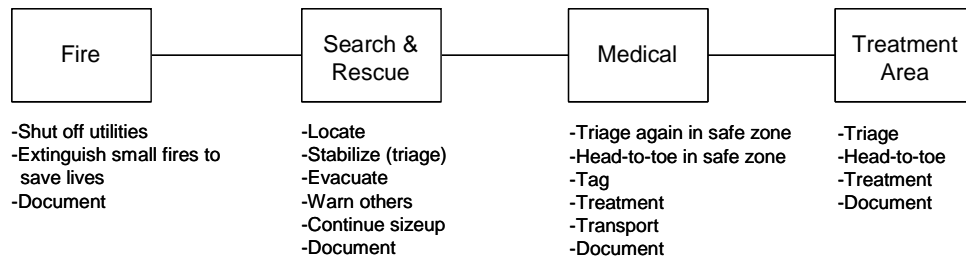 Fire
Search &
Rescue
Medical
Treatment
Area
-Shut off utilities
-Extinguish small fires to
save lives
-Document
-Locate
-Stabilize (triage)
-Evacuate
-Warn others
-Continue sizeup
-Document
-Triage again in safe zone
-Head-to-toe in safe zone
-Tag
-Treatment
-Transport
-Document
-Triage
-Head-to-toe
-Treatment
-Document